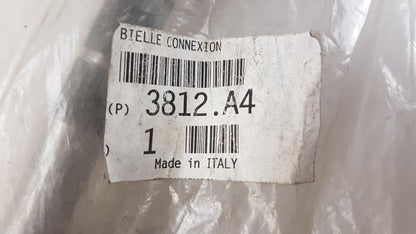 BIELLE CONNEXION
(P) 3812.A4
) 1
Made in ITALY